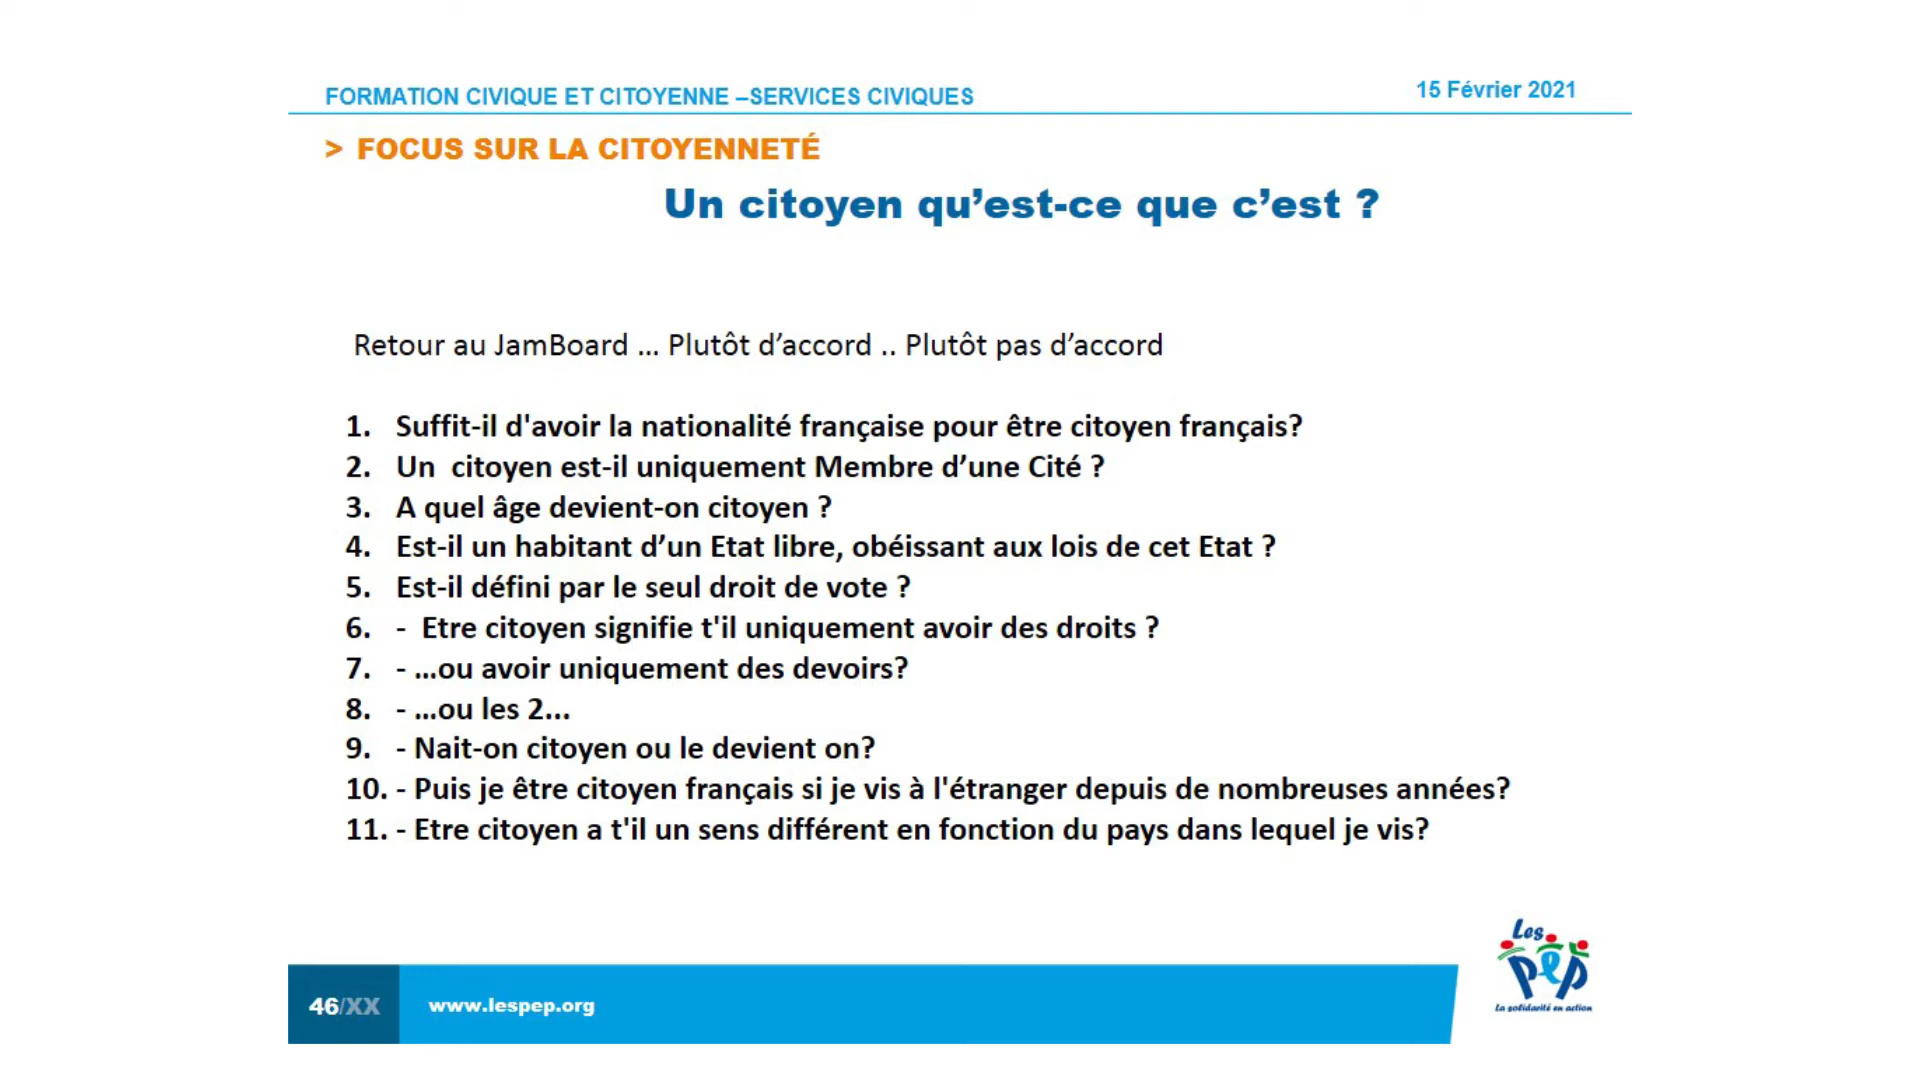 FORMATION CIVIQUE ET CITOYENNE –SERVICES CIVIQUES
15 Février 2021
> FOCUS SUR LA CITOYENNETÉ
Un citoyen qu’est-ce que c’est ?
Retour au JamBoard ... Plutôt d’accord .. Plutôt pas d’accord
1. Suffit-il d'avoir la nationalité française pour être citoyen français?
2. Un  citoyen est-il uniquement Membre d’une Cité ?
3. A quel âge devient-on citoyen ?
4. Est-il un habitant d’un Etat libre, obéissant aux lois de cet Etat ?
5. Est-il défini par le seul droit de vote ?
6. -  Etre citoyen signifie t'il uniquement avoir des droits ?
7. - …ou avoir uniquement des devoirs?
8. - …ou les 2...
9. - Nait-on citoyen ou le devient on?
10. - Puis je être citoyen français si je vis à l'étranger depuis de nombreuses années?
11. - Etre citoyen a t'il un sens différent en fonction du pays dans lequel je vis?
Les
PEP
La solidarité en action
46/XX
www.lespep.org